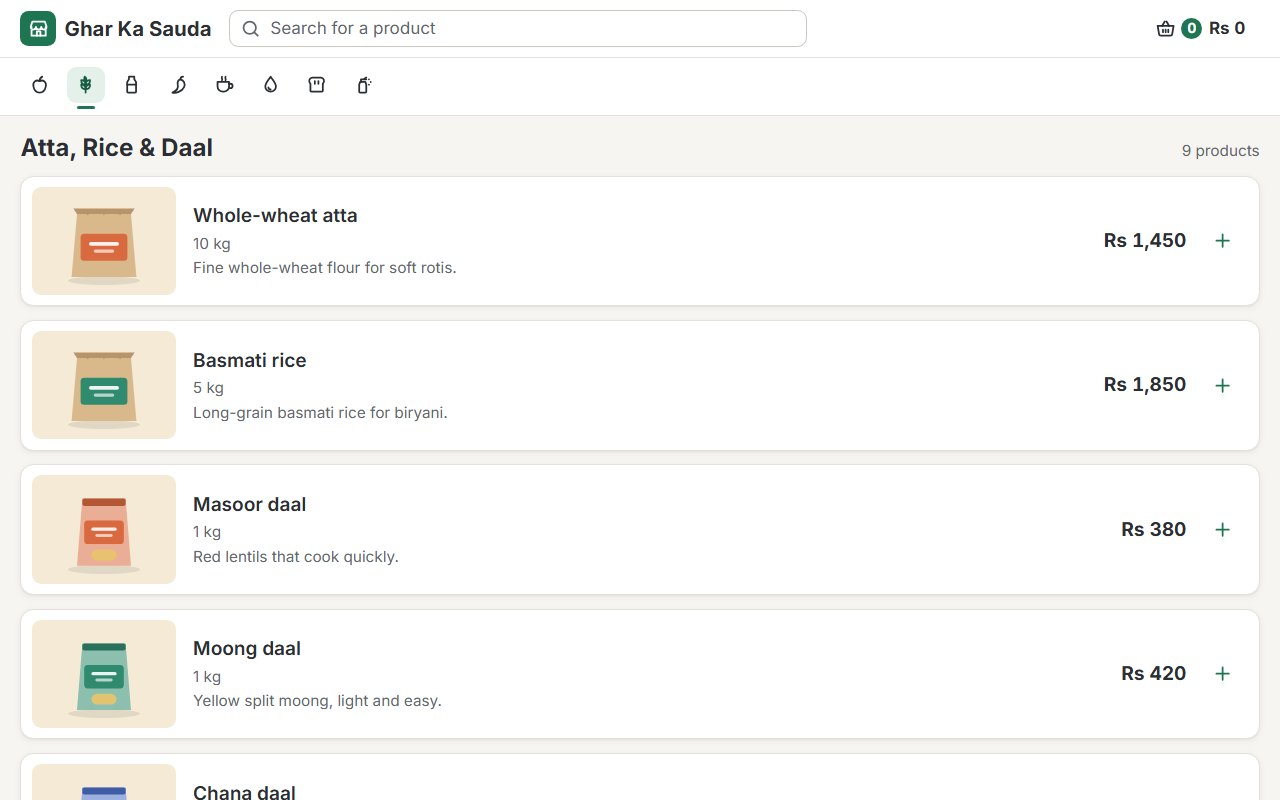 Ghar Ka Sauda
Search for a product
0 Rs 0
Atta, Rice & Daal
9 products
Whole-wheat atta
10 kg
Fine whole-wheat flour for soft rotis.
Rs 1,450
Basmati rice
5 kg
Long-grain basmati rice for biryani.
Rs 1,850
Masoor daal
1 kg
Red lentils that cook quickly.
Rs 380
Moong daal
1 kg
Yellow split moong, light and easy.
Rs 420
Chana daal